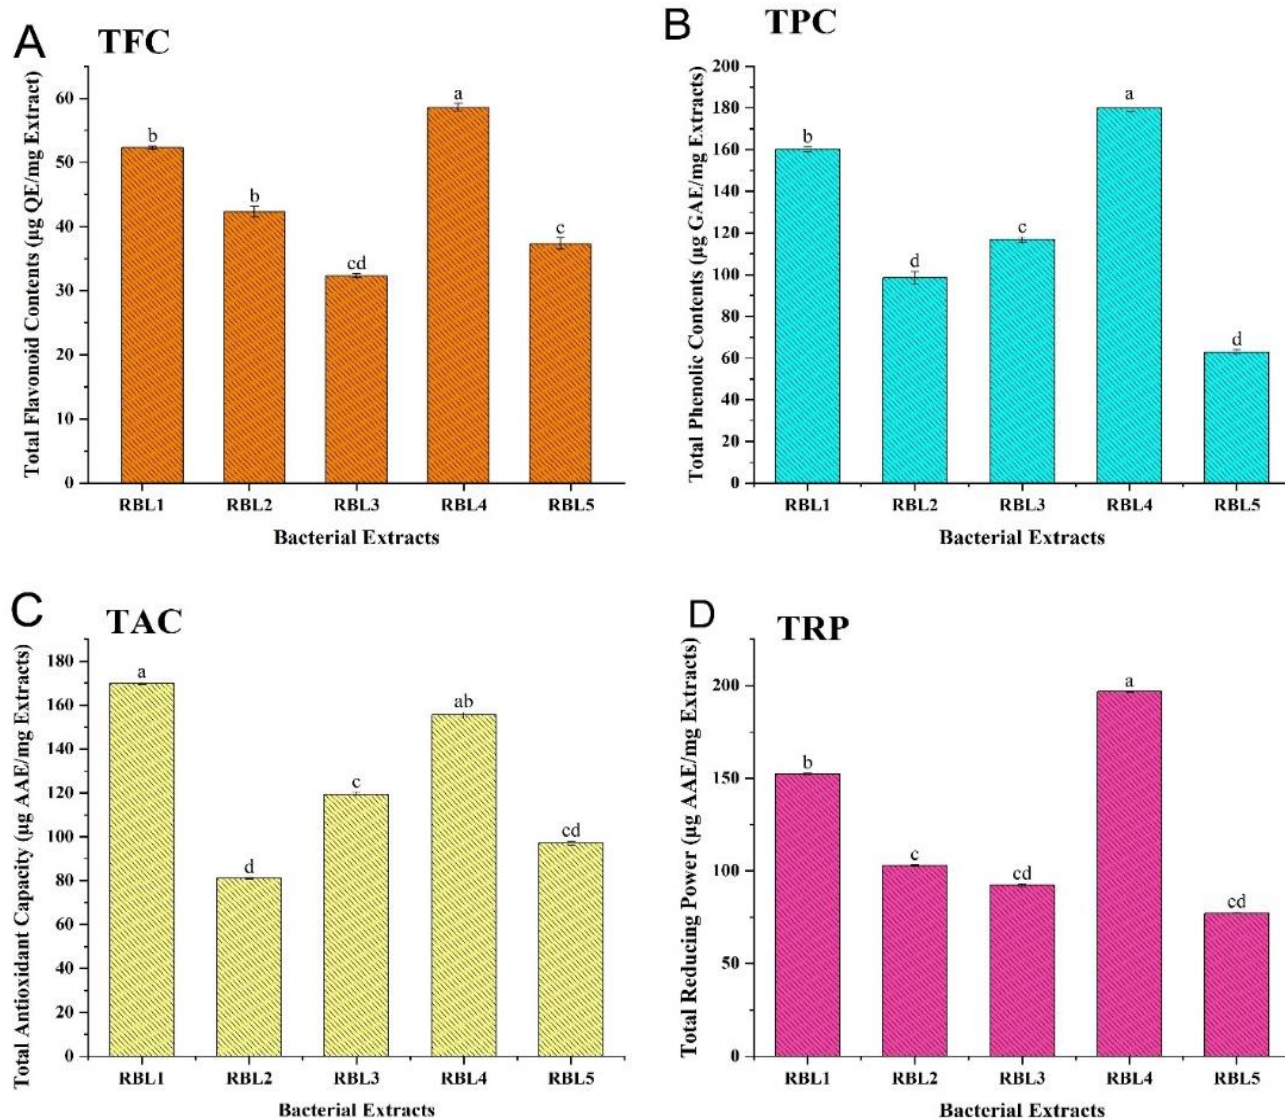 A
TFC
Total Flavonoid Contents (µg QE/mg Extract)
60
50
40
30
20
10
0
b
b
cd
a
c
RBL1 RBL2 RBL3 RBL4 RBL5
Bacterial Extracts
B
TPC
Total Phenolic Contents (µg GAE/mg Extracts)
200
180
160
140
120
100
80
60
40
20
0
b
d
c
a
d
RBL1 RBL2 RBL3 RBL4 RBL5
Bacterial Extracts
C
TAC
Total Antioxidant Capacity (µg AAE/mg Extracts)
180
160
140
120
100
80
60
40
20
0
a
d
c
ab
cd
RBL1 RBL2 RBL3 RBL4 RBL5
Bacterial Extracts
D
TRP
Total Reducing Power (µg AAE/mg Extracts)
200
150
100
50
0
b
c
cd
a
cd
RBL1 RBL2 RBL3 RBL4 RBL5
Bacterial Extracts